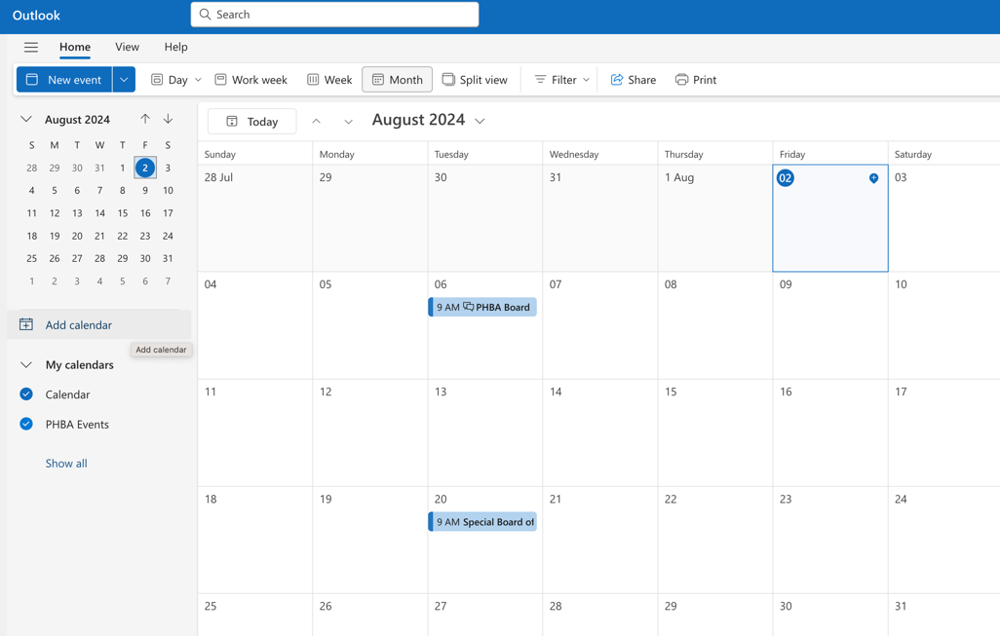 Outlook
Search
Home View Help
New event Day Work week Week Month Split view Filter Share Print
August 2024
S M T W T F S
28 29 30 31 1 2 3
4 5 6 7 8 9 10
11 12 13 14 15 16 17
18 19 20 21 22 23 24
25 26 27 28 29 30 31
1 2 3 4 5 6 7
Add calendar
Add calendar
My calendars
Calendar
PHBA Events
Show all
Today August 2024
Sunday Monday Tuesday Wednesday Thursday Friday Saturday
28 Jul 29 30 31 1 Aug 02 03
04 05 06 07 08 09 10
9 AM PHBA Board
11 12 13 14 15 16 17
18 19 20 21 22 23 24
9 AM Special Board of
25 26 27 28 29 30 31